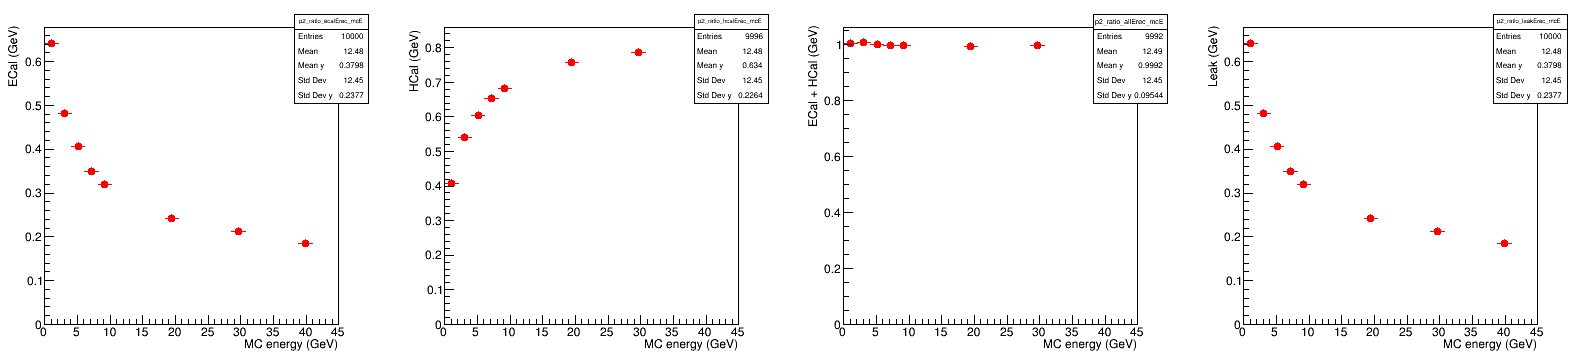 p2_ratio_ecalErec_mcE
Entries 10000
Mean 12.48
Mean y 0.3798
Std Dev 12.45
Std Dev y 0.2377
ECal (GeV)
0.6
0.5
0.4
0.3
0.2
0.1
0
0 5 10 15 20 25 30 35 40 45
MC energy (GeV)
p2_ratio_hcalErec_mcE
Entries 9996
Mean 12.48
Mean y 0.634
Std Dev 12.45
Std Dev y 0.2264
HCal (GeV)
0.8
0.7
0.6
0.5
0.4
0.3
0.2
0.1
0
0 5 10 15 20 25 30 35 40 45
MC energy (GeV)
p2_ratio_allErec_mcE
Entries 9992
Mean 12.49
Mean y 0.9992
Std Dev 12.45
Std Dev y 0.09544
ECal + HCal (GeV)
1
0.8
0.6
0.4
0.2
0
0 5 10 15 20 25 30 35 40 45
MC energy (GeV)
p2_ratio_leakErec_mcE
Entries 10000
Mean 12.48
Mean y 0.3798
Std Dev 12.45
Std Dev y 0.2377
Leak (GeV)
0.6
0.5
0.4
0.3
0.2
0.1
0
0 5 10 15 20 25 30 35 40 45
MC energy (GeV)